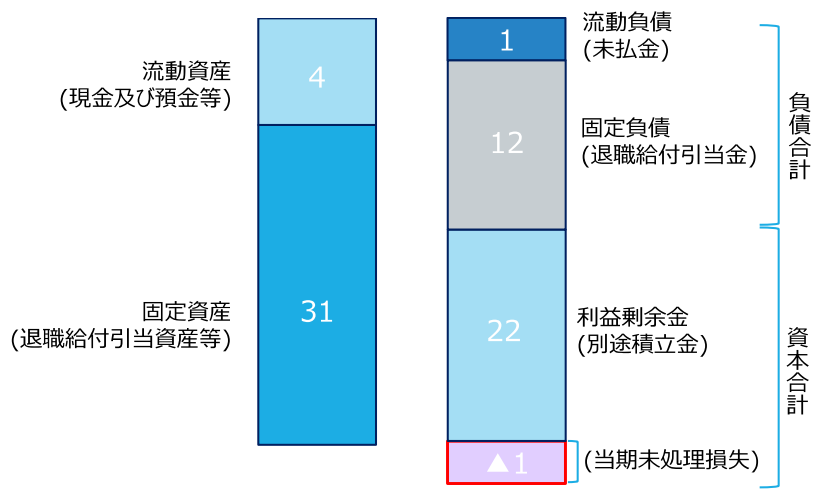 流動資産
(現金及び預金等)
4
固定資産
(退職給付引当資産等)
31
1
流動負債
(未払金)
12
固定負債
(退職給付引当金)
負債合計
22
利益剰余金
(別途積立金)
▲1
(当期未処理損失)
資本合計